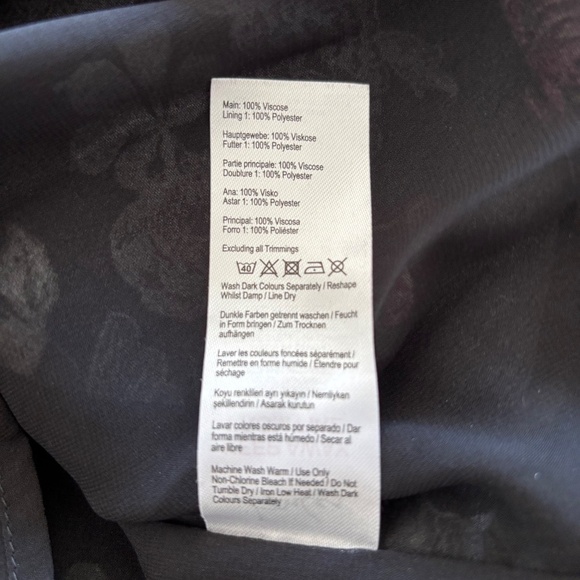 Main: 100% Viscose
Lining 1: 100% Polyester
Hauptgewebe: 100% Viskose
Futter 1: 100% Polyester
Partie principale: 100% Viscose
Doublure 1: 100% Polyester
Ana: 100% Visko
Astar 1: 100% Polyester
Principal: 100% Viscosa
Forro 1: 100% Poliéster
Excluding all Trimmings
40
Wash Dark Colours Separately / Reshape
Whilst Damp / Line Dry
Dunkle Farben getrennt waschen / Feucht
in Form bringen / Zum Trocknen
aufhängen
Laver les couleurs foncées séparément /
Remettre en forme humide / Étendre pour
séchage
Koyu renklileri ayrı yıkayın / Nemliyken
şekillendirin / Asarak kurutun
Lavar colores oscuros por separado / Dar
forma mientras está húmedo / Secar al
aire libre
Machine Wash Warm / Use Only
Non-Chlorine Bleach If Needed / Do Not
Tumble Dry / Iron Low Heat / Wash Dark
Colours Separately